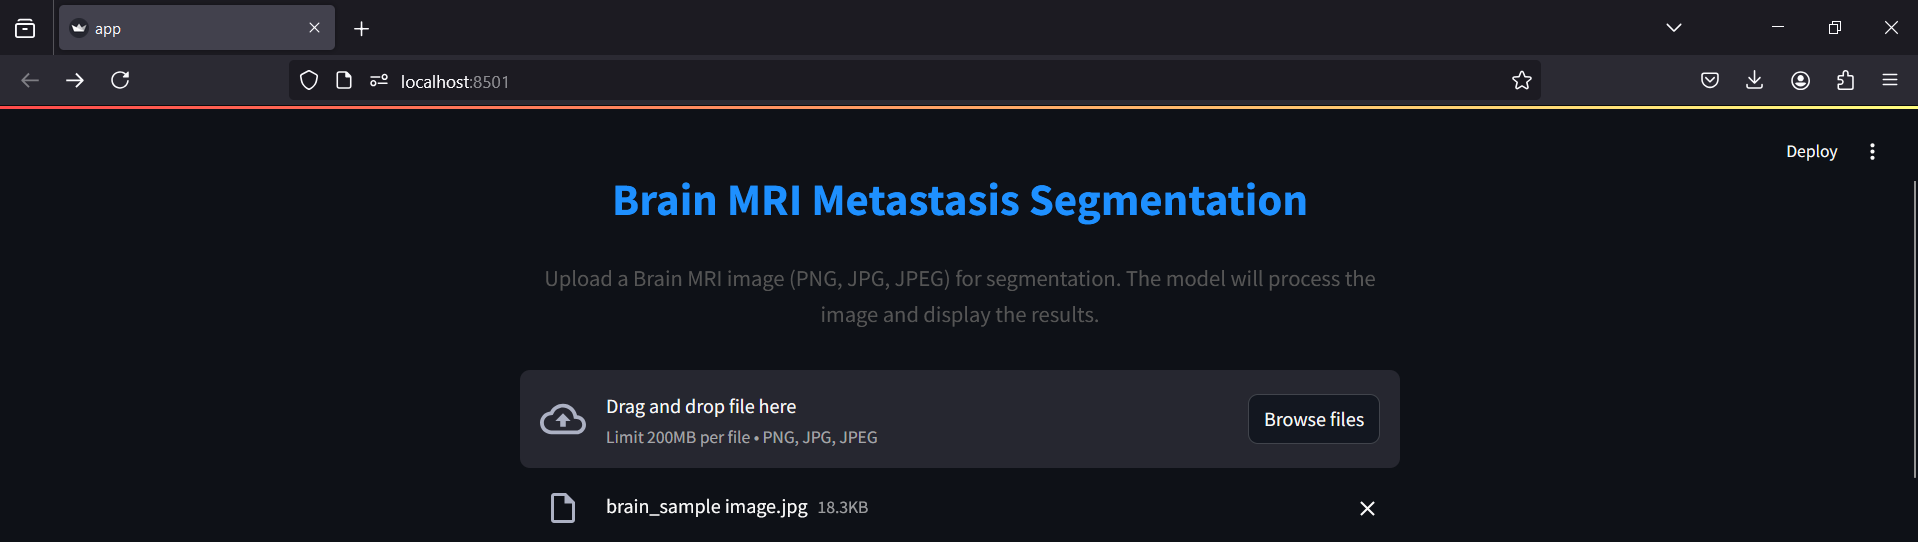 app
localhost:8501
Deploy
Brain MRI Metastasis Segmentation
Upload a Brain MRI image (PNG, JPG, JPEG) for segmentation. The model will process the
image and display the results.
Drag and drop file here
Limit 200MB per file • PNG, JPG, JPEG
Browse files
brain_sample image.jpg 18.3KB